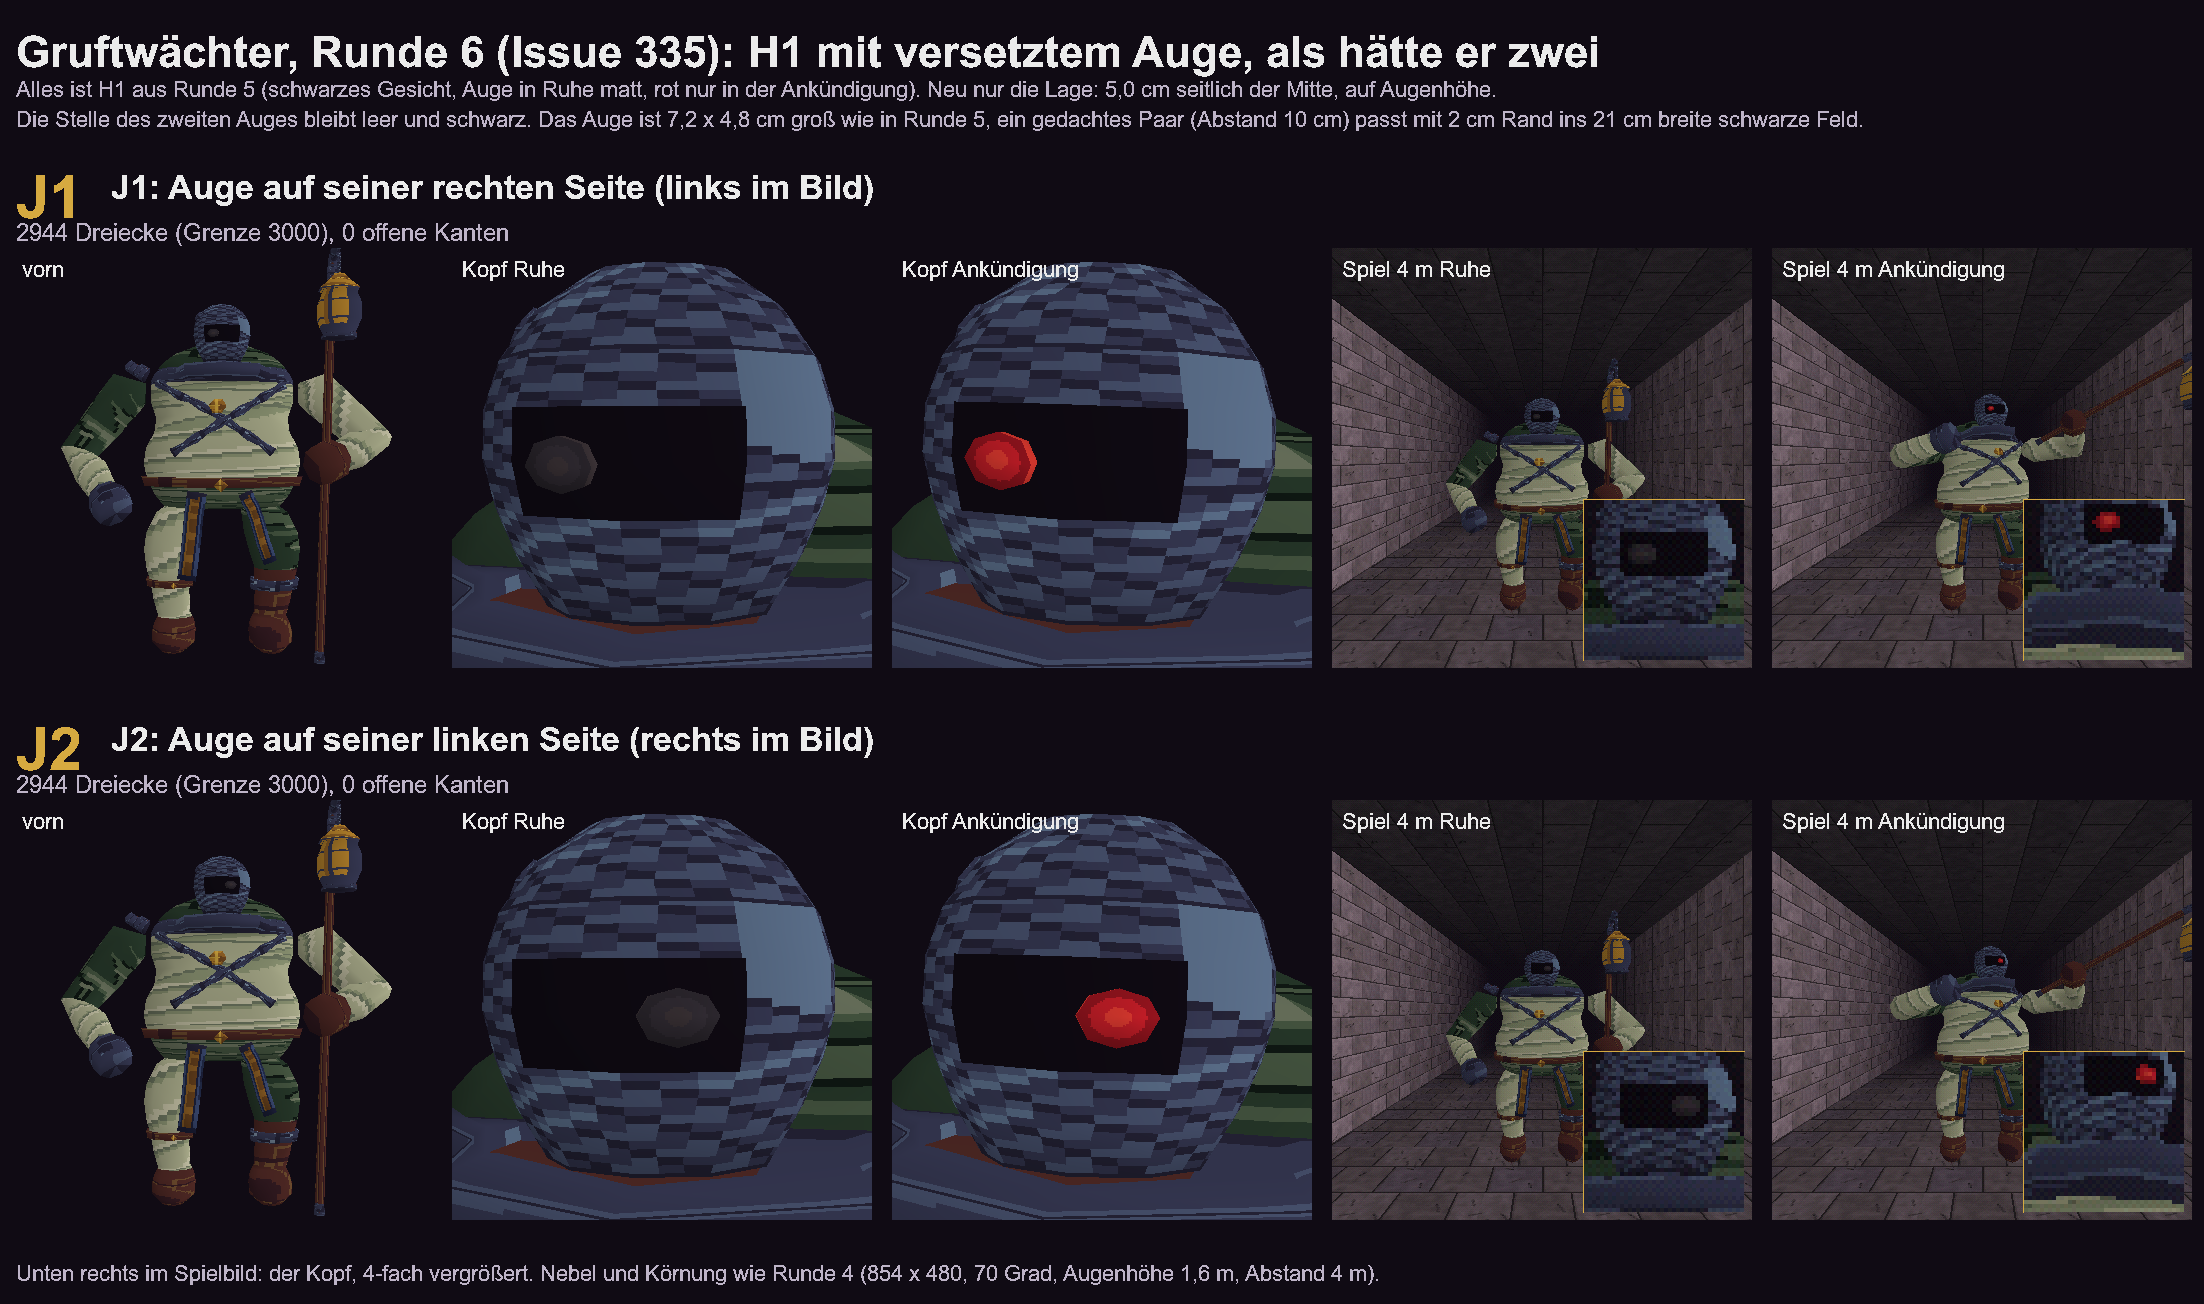 Gruftwächter, Runde 6 (Issue 335): H1 mit versetztem Auge, als hätte er zwei
Alles ist H1 aus Runde 5 (schwarzes Gesicht, Auge in Ruhe matt, rot nur in der Ankündigung). Neu nur die Lage: 5,0 cm seitlich der Mitte, auf Augenhöhe.
Die Stelle des zweiten Auges bleibt leer und schwarz. Das Auge ist 7,2 x 4,8 cm groß wie in Runde 5, ein gedachtes Paar (Abstand 10 cm) passt mit 2 cm Rand ins 21 cm breite schwarze Feld.
J1 J1: Auge auf seiner rechten Seite (links im Bild)
2944 Dreiecke (Grenze 3000), 0 offene Kanten
vorn
Kopf Ruhe
Kopf Ankündigung
Spiel 4 m Ruhe
Spiel 4 m Ankündigung
J2 J2: Auge auf seiner linken Seite (rechts im Bild)
2944 Dreiecke (Grenze 3000), 0 offene Kanten
vorn
Kopf Ruhe
Kopf Ankündigung
Spiel 4 m Ruhe
Spiel 4 m Ankündigung
Unten rechts im Spielbild: der Kopf, 4-fach vergrößert. Nebel und Körnung wie Runde 4 (854 x 480, 70 Grad, Augenhöhe 1,6 m, Abstand 4 m).